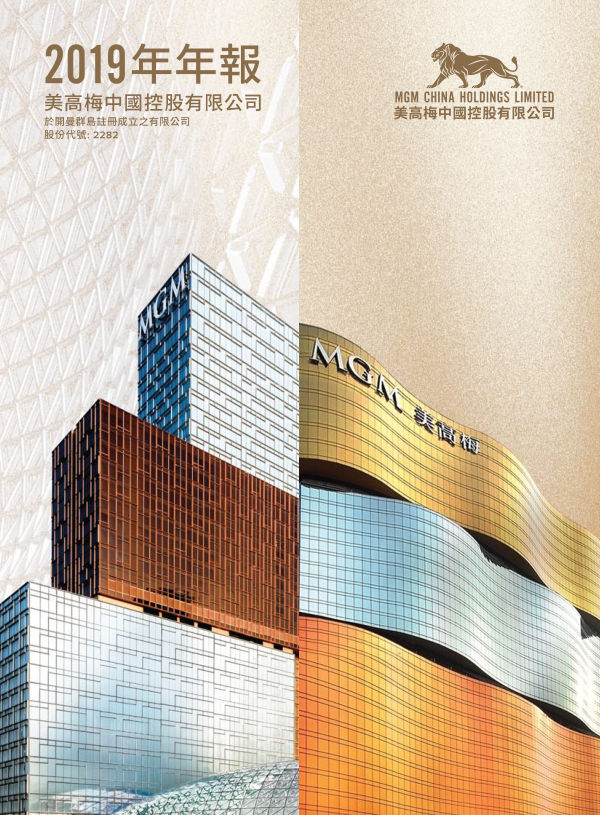 2019年年報
美高梅中國控股有限公司
於開曼群島註冊成立之有限公司
股份代號: 2282
MGM CHINA HOLDINGS LIMITED
美高梅中國控股有限公司
MGM
MGM 美高梅